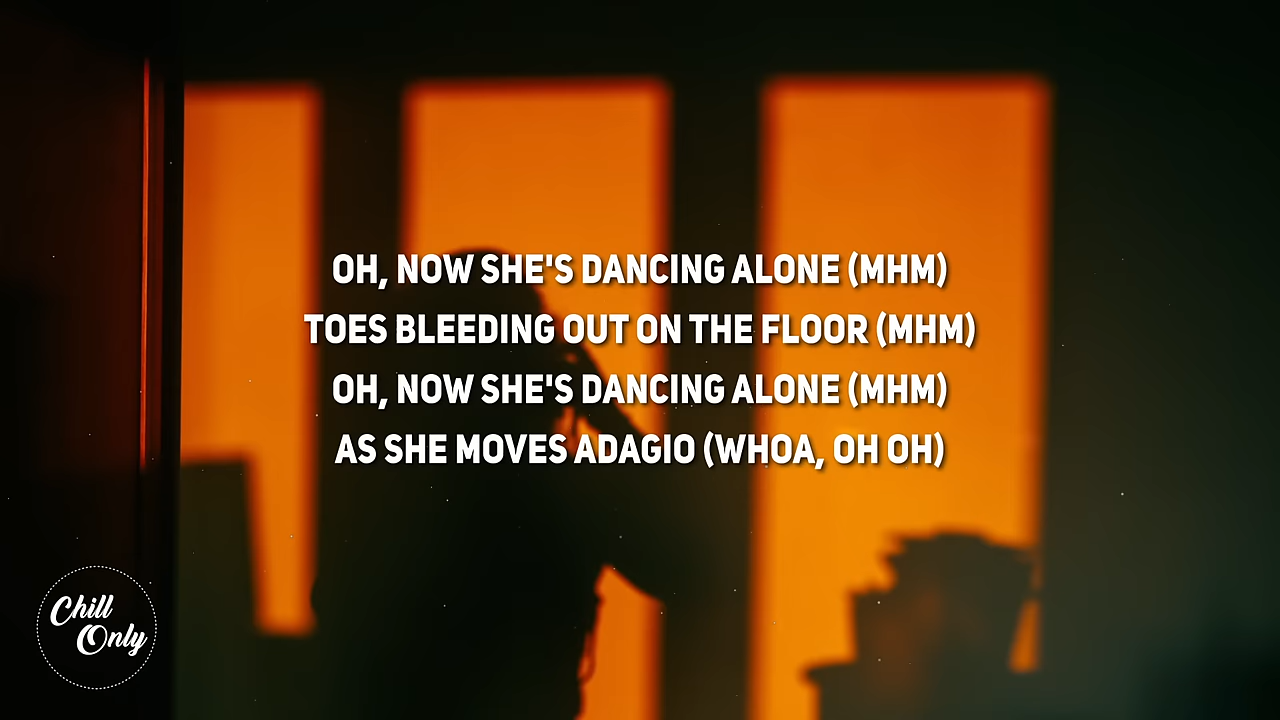 OH, NOW SHE'S DANCING ALONE (MHM)
TOES BLEEDING OUT ON THE FLOOR (MHM)
OH, NOW SHE'S DANCING ALONE (MHM)
AS SHE MOVES ADAGIO (WHOA, OH OH)
Chill
Only